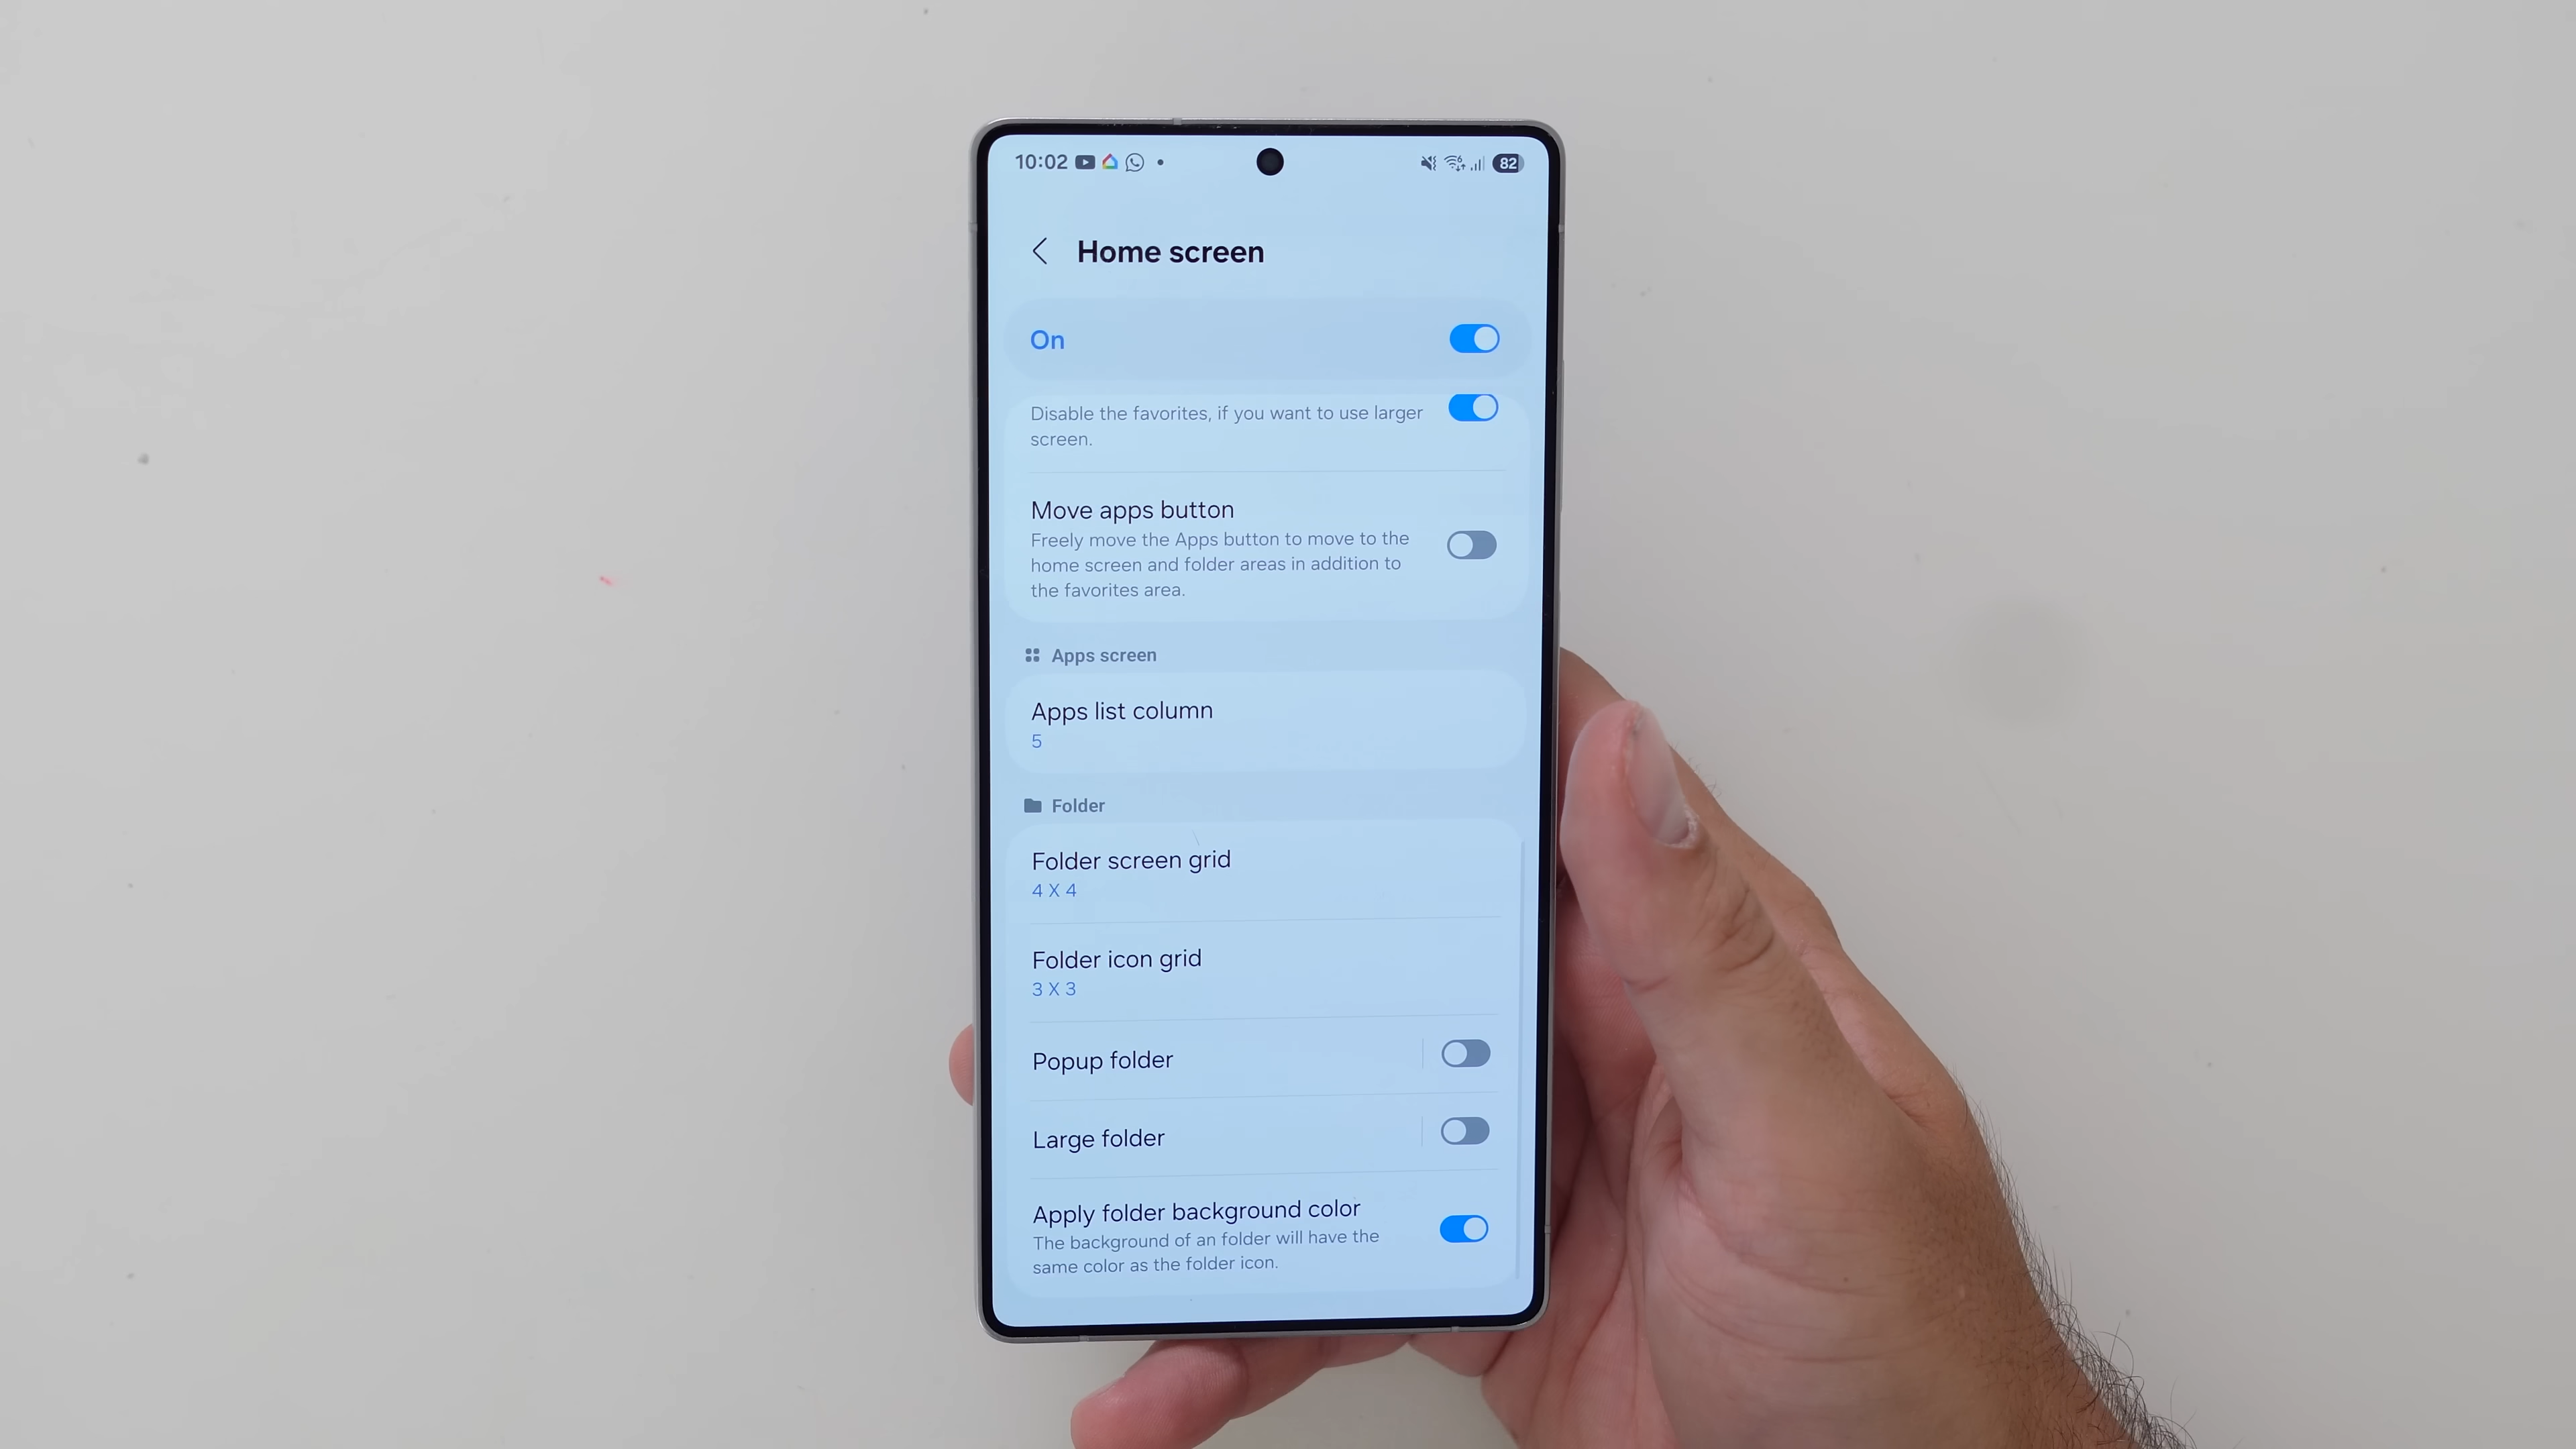 10:02
82
Home screen
On
Disable the favorites, if you want to use larger
screen.
Move apps button
Freely move the Apps button to move to the
home screen and folder areas in addition to
the favorites area.
Apps screen
Apps list column
5
Folder
Folder screen grid
4 X 4
Folder icon grid
3 X 3
Popup folder
Large folder
Apply folder background color
The background of an folder will have the
same color as the folder icon.